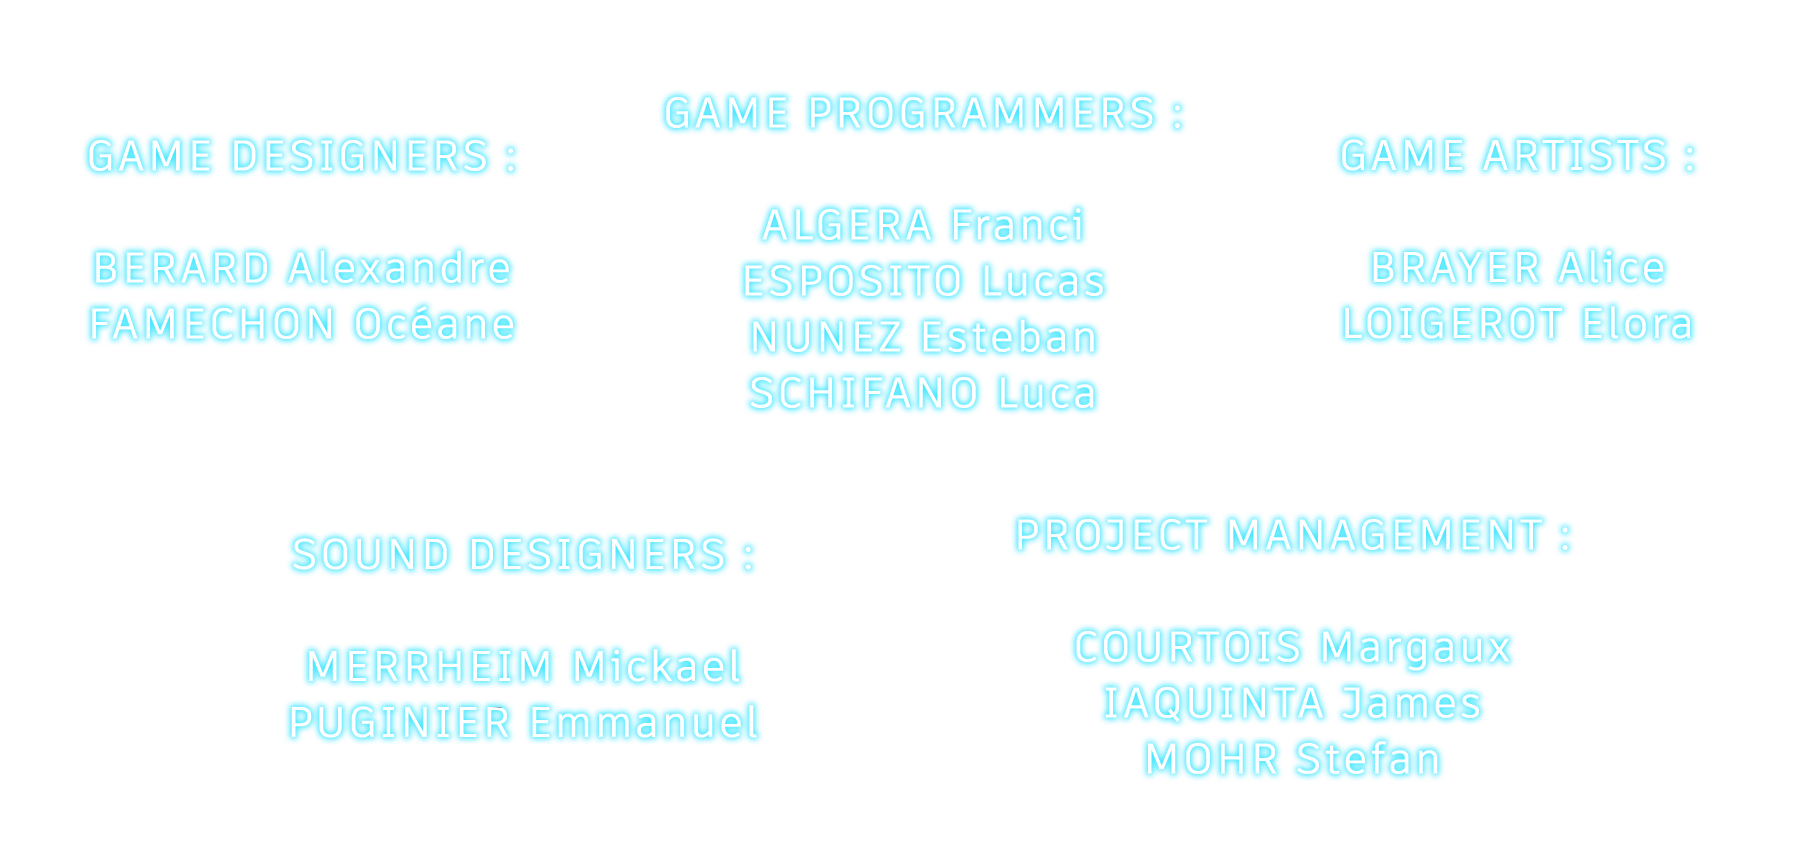 GAME DESIGNERS :
BERARD Alexandre
FAMECHON Océane
GAME PROGRAMMERS :
ALGERA Franci
ESPOSITO Lucas
NUNEZ Esteban
SCHIFANO Luca
GAME ARTISTS :
BRAYER Alice
LOIGEROT Elora
SOUND DESIGNERS :
MERRHEIM Mickael
PUGINIER Emmanuel
PROJECT MANAGEMENT :
COURTOIS Margaux
IAQUINTA James
MOHR Stefan